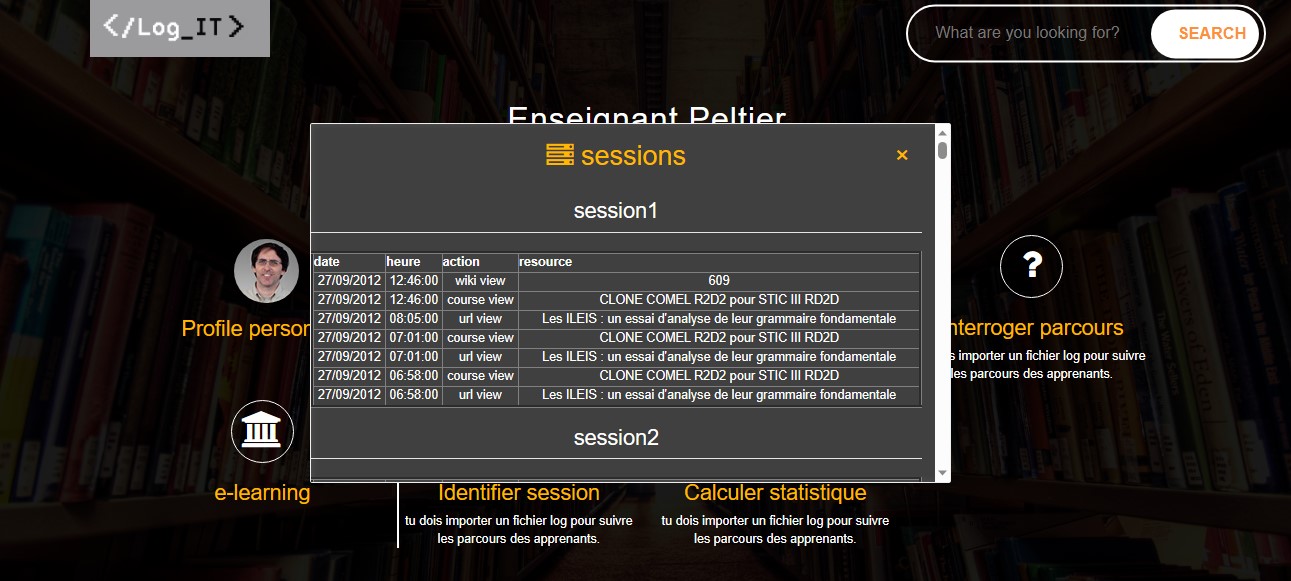 </Log_IT>
What are you looking for?
SEARCH
Enseignant Peltier
sessions
×
session1
date heure action resource
27/09/2012 12:46:00 wiki view 609
27/09/2012 12:46:00 course view CLONE COMEL R2D2 pour STIC III RD2D
27/09/2012 08:05:00 url view Les ILEIS : un essai d'analyse de leur grammaire fondamentale
27/09/2012 07:01:00 course view CLONE COMEL R2D2 pour STIC III RD2D
27/09/2012 07:01:00 url view Les ILEIS : un essai d'analyse de leur grammaire fondamentale
27/09/2012 06:58:00 course view CLONE COMEL R2D2 pour STIC III RD2D
27/09/2012 06:58:00 url view Les ILEIS : un essai d'analyse de leur grammaire fondamentale
session2
Profile person
?
nterroger parcours
s importer un fichier log pour suivre
les parcours des apprenants.
e-learning
Identifier session
tu dois importer un fichier log pour suivre
les parcours des apprenants.
Calculer statistique
tu dois importer un fichier log pour suivre
les parcours des apprenants.